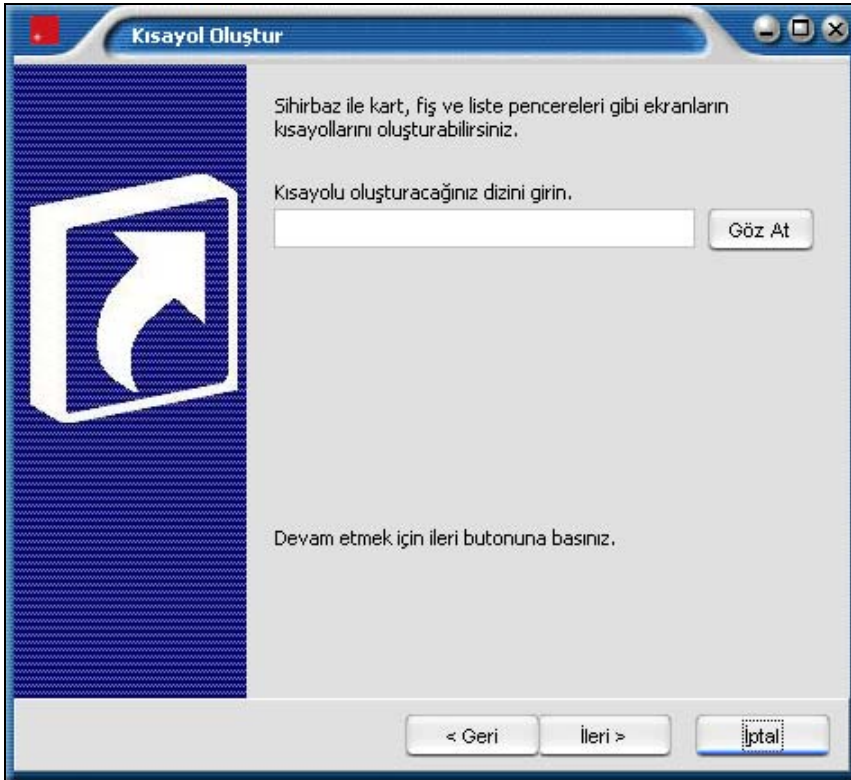 Kısayol Oluştur
Sihirbaz ile kart, fiş ve liste pencereleri gibi ekranların
kısayollarını oluşturabilirsiniz.
Kısayolu oluşturacağınız dizini girin.
Göz At
Devam etmek için ileri butonuna basınız.
< Geri
İleri >
İptal